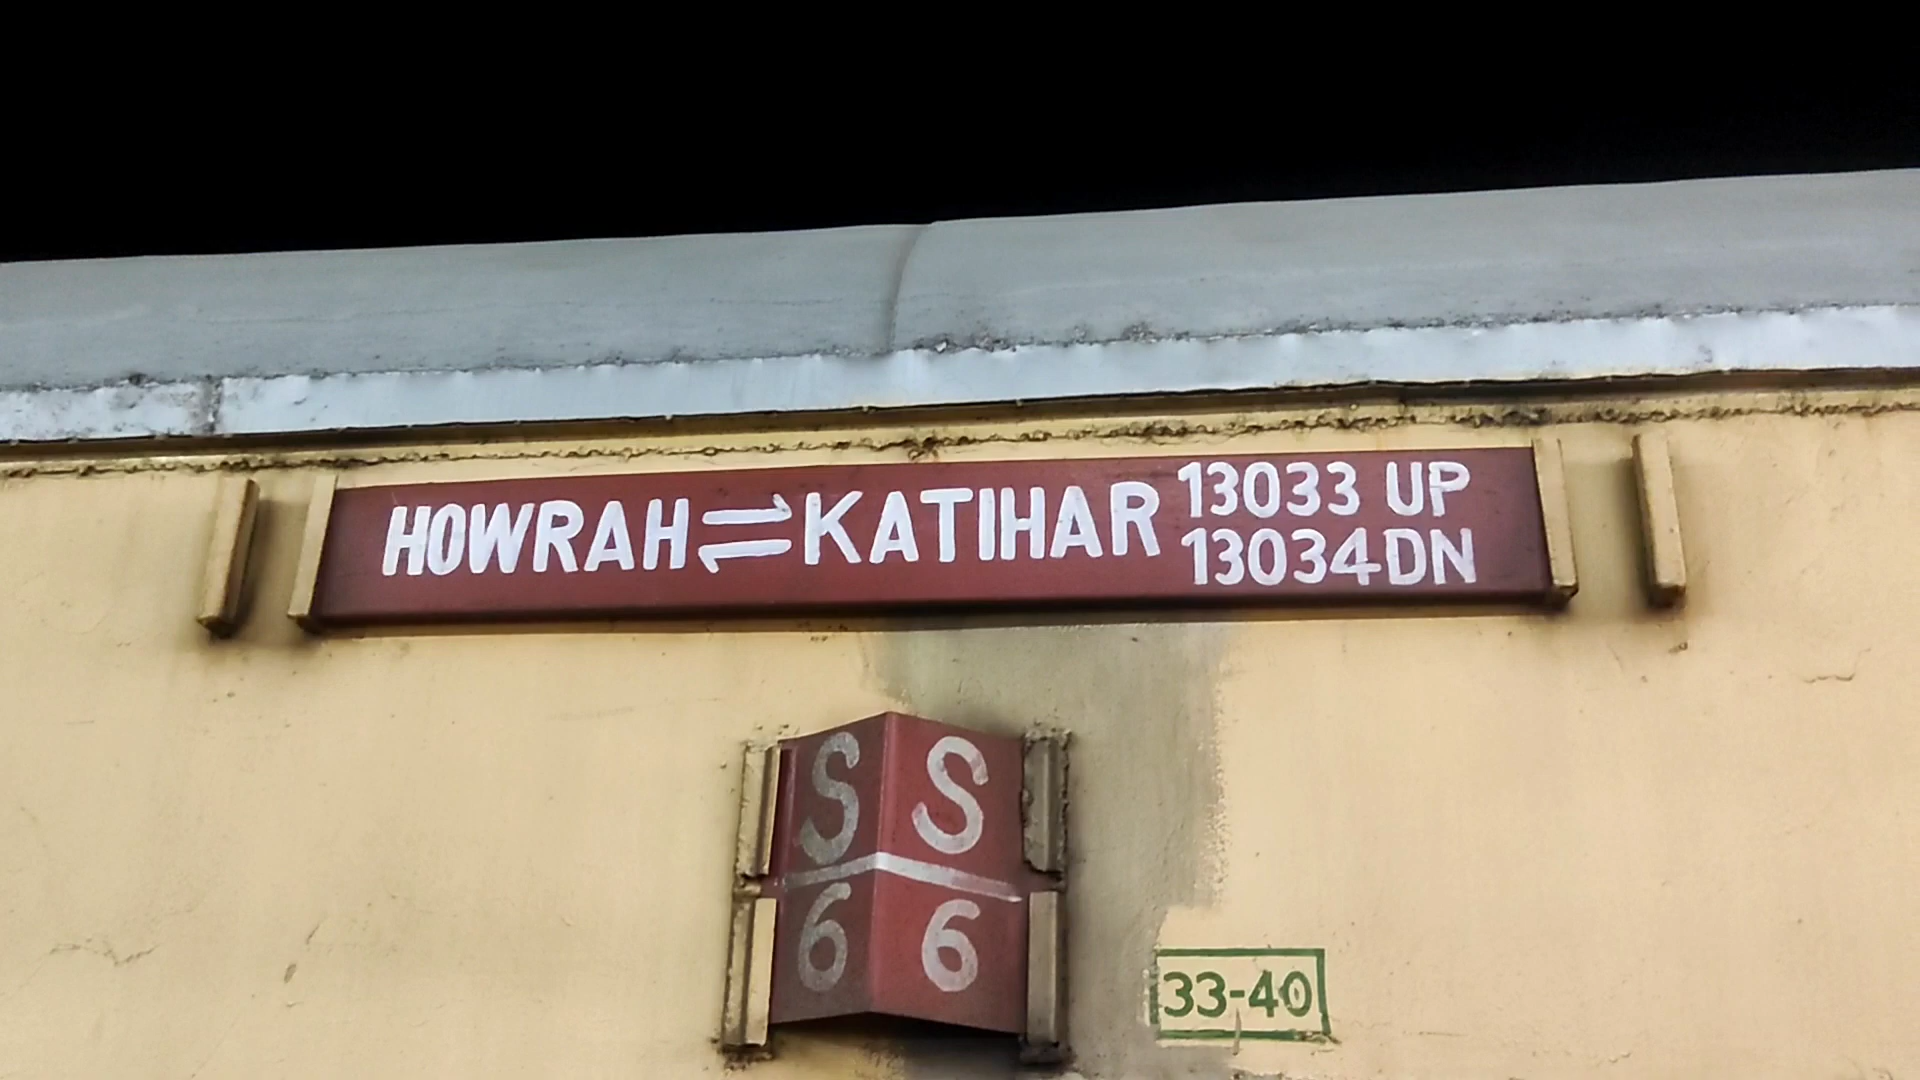 HOWRAH ⇌ KATIHAR
13033 UP
13034 DN
S S
6 6
33-40